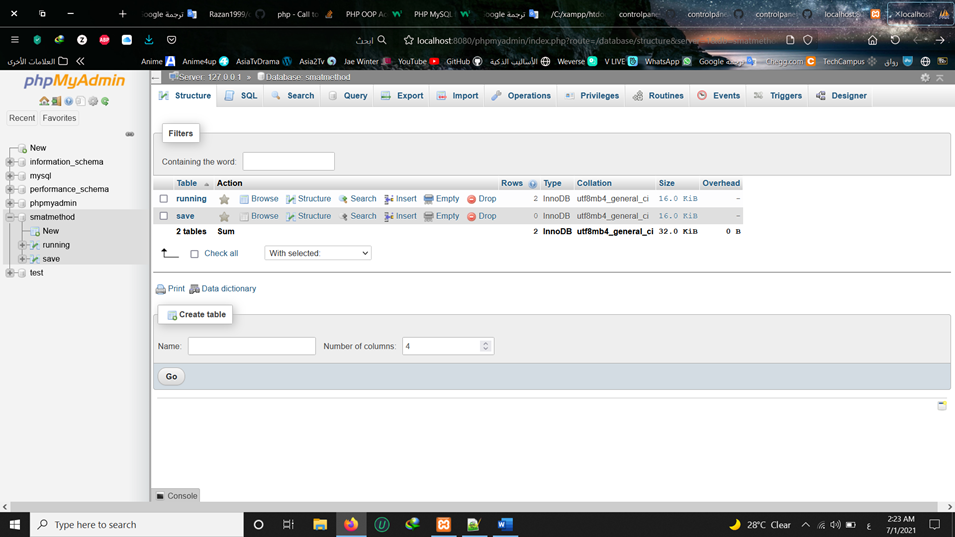 ترجمة google
Razan1999/c
php - Call to
PHP OOP Ac
PHP MySQL
ترجمة google
/C:/xampp/htdoc
controlpane
controlpane
controlpane
localhost:8
localhost
ابحث
localhost:8080/phpmyadmin/index.php?route=/database/structure&serv
العلامات الأخرى
Anime
Anime4up
AsiaTvDrama
Asia2Tv
Jae Winter
YouTube
GitHub
الأساليب الذكية
Weverse
V LIVE
WhatsApp
Google
Chegg.com
TechCampus
رواق
phpMyAdmin
Recent Favorites
New
information_schema
mysql
performance_schema
phpmyadmin
smatmethod
New
running
save
test
Server: 127.0.0.1 » Database: smatmethod
Structure SQL Search Query Export Import Operations Privileges Routines Events Triggers Designer
Filters
Containing the word:
Table Action Rows Type Collation Size Overhead
running Browse Structure Search Insert Empty Drop 2 InnoDB utf8mb4_general_ci 16.0 KiB -
save Browse Structure Search Insert Empty Drop 0 InnoDB utf8mb4_general_ci 16.0 KiB -
2 tables Sum 2 InnoDB utf8mb4_general_ci 32.0 KiB 0 B
Check all With selected:
Print Data dictionary
Create table
Name: Number of columns: 4
Go
Console
Type here to search
28°C Clear
ع
2:23 AM
7/1/2021